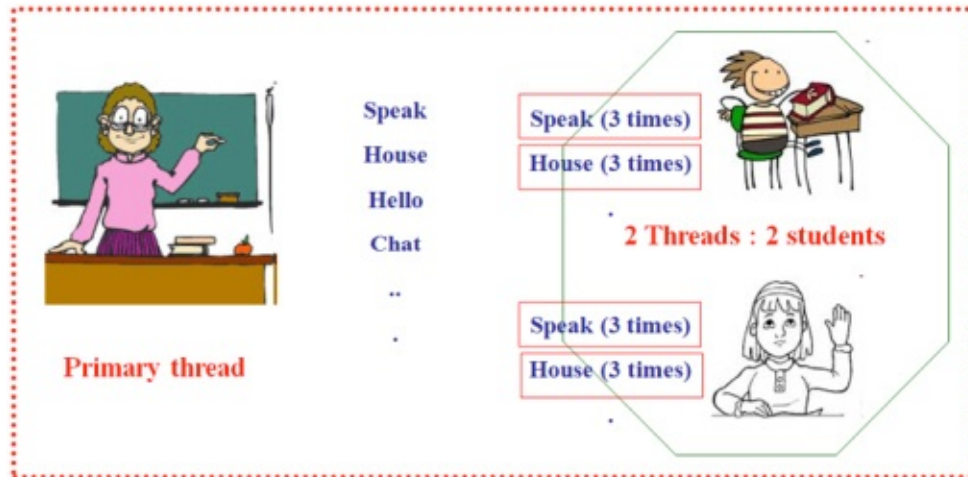 Speak
House
Hello
Chat
..
.
Primary thread
Speak (3 times)
House (3 times)
.
2 Threads : 2 students
Speak (3 times)
House (3 times)
.